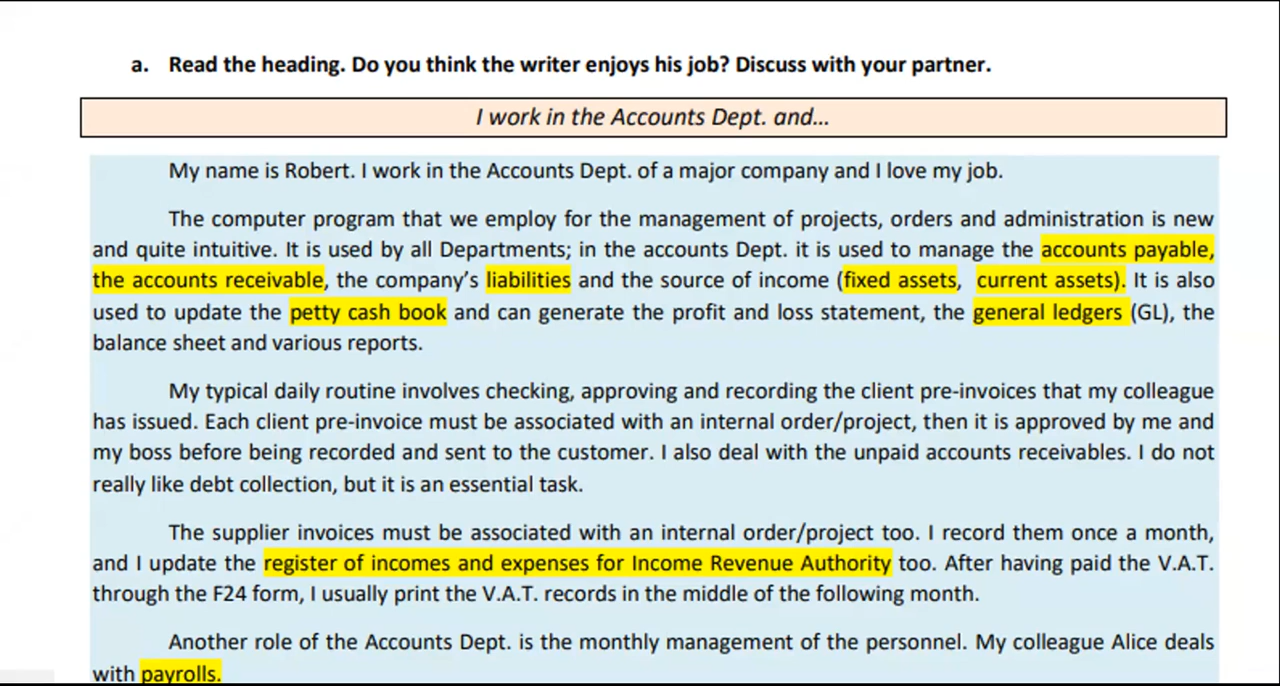 a. Read the heading. Do you think the writer enjoys his job? Discuss with your partner.
I work in the Accounts Dept. and...
My name is Robert. I work in the Accounts Dept. of a major company and I love my job.
The computer program that we employ for the management of projects, orders and administration is new
and quite intuitive. It is used by all Departments; in the accounts Dept. it is used to manage the accounts payable,
the accounts receivable, the company's liabilities and the source of income (fixed assets, current assets). It is also
used to update the petty cash book and can generate the profit and loss statement, the general ledgers (GL), the
balance sheet and various reports.
My typical daily routine involves checking, approving and recording the client pre-invoices that my colleague
has issued. Each client pre-invoice must be associated with an internal order/project, then it is approved by me and
my boss before being recorded and sent to the customer. I also deal with the unpaid accounts receivables. I do not
really like debt collection, but it is an essential task.
The supplier invoices must be associated with an internal order/project too. I record them once a month,
and I update the register of incomes and expenses for Income Revenue Authority too. After having paid the V.A.T.
through the F24 form, I usually print the V.A.T. records in the middle of the following month.
Another role of the Accounts Dept. is the monthly management of the personnel. My colleague Alice deals
with payrolls.